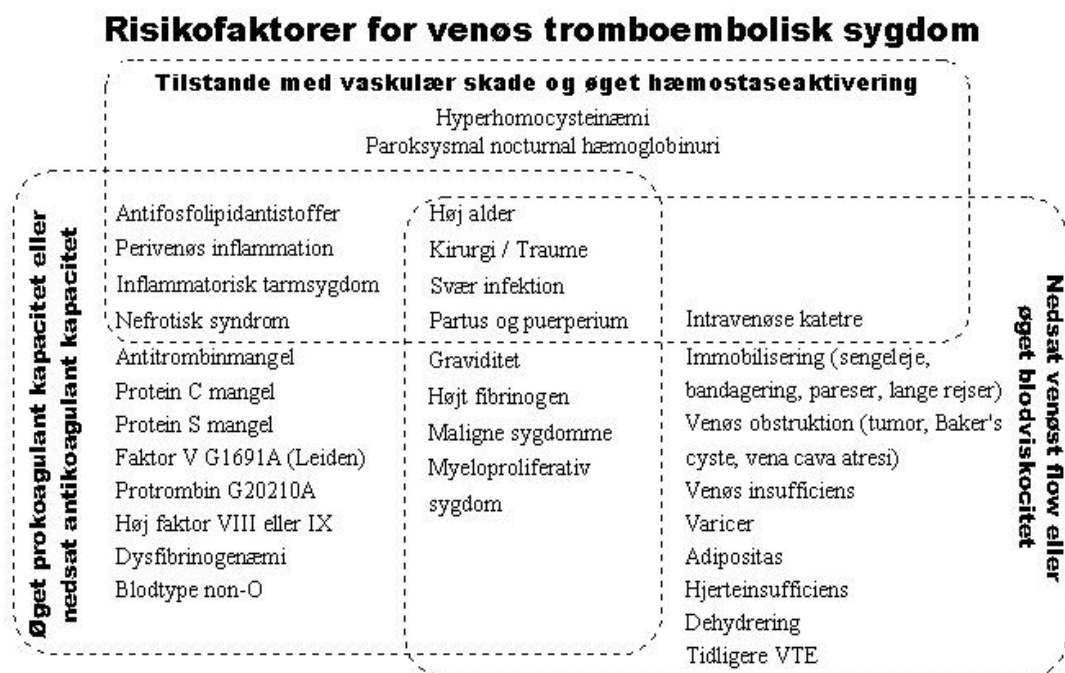 Risikofaktorer for venøs tromboembolisk sygdom
Tilstande med vaskulær skade og øget hæmostaseaktivering
Hyperhomocysteinæmi
Paroksysmal nocturnal hæmoglobinuri
Øget prokoagulant kapacitet eller
nedsat antikoagulant kapacitet
Antifosfolipidantistoffer
Perivenøs inflammation
Inflammatorisk tarmsygdom
Nefrotisk syndrom
Antitrombinmangel
Protein C mangel
Protein S mangel
Faktor V G1691A (Leiden)
Protrombin G20210A
Høj faktor VIII eller IX
Dysfibrinogenæmi
Blodtype non-O
Høj alder
Kirurgi / Traume
Svær infektion
Partus og puerperium
Graviditet
Højt fibrinogen
Maligne sygdomme
Myeloproliferativ
sygdom
Intravenøse katetre
Immobilisering (sengeleje,
bandagering, pareser, lange rejser)
Venøs obstruktion (tumor, Baker's
cyste, vena cava atresi)
Venøs insufficiens
Varicer
Adipositas
Hjerteinsufficiens
Dehydrering
Tidligere VTE
Nedsat venøst flow eller
øget blodviskocitet